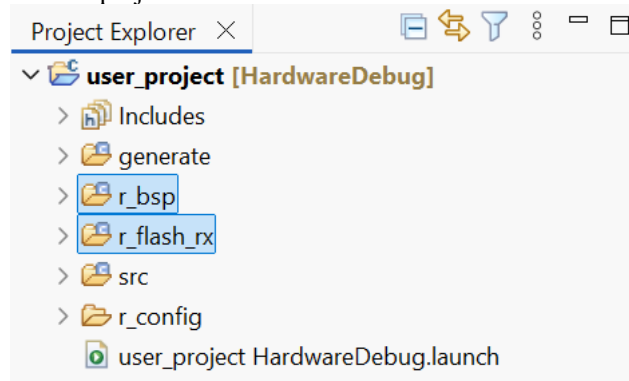 Project Explorer
user_project [HardwareDebug]
Includes
generate
r_bsp
r_flash_rx
src
r_config
user_project HardwareDebug.launch